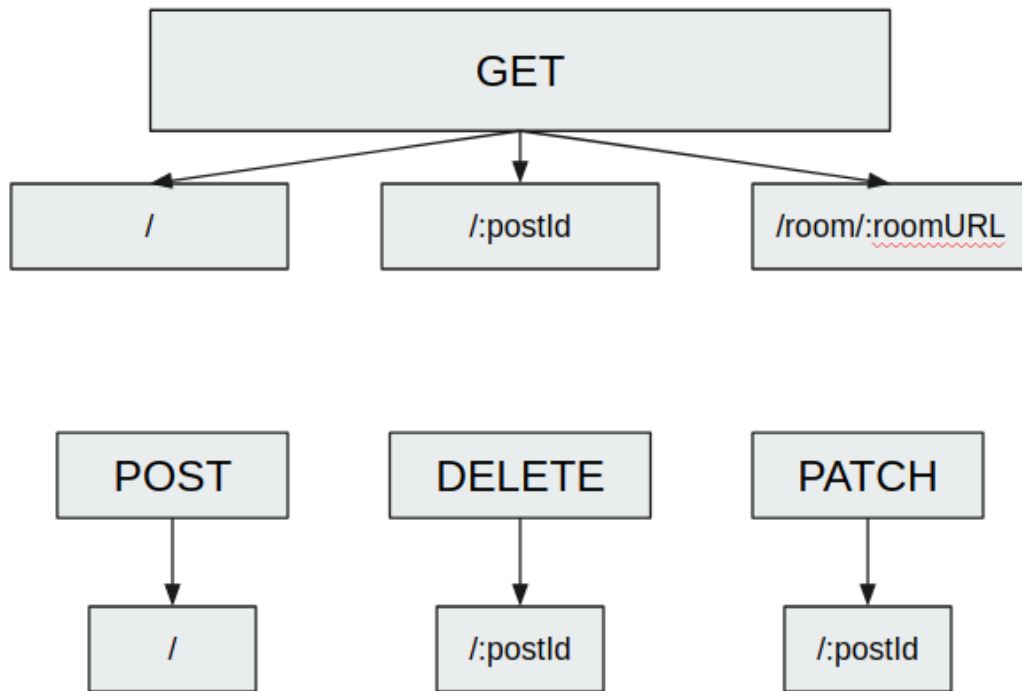 GET
/
/:postId
/room/:roomURL
POST
DELETE
PATCH
/
/:postId
/:postId